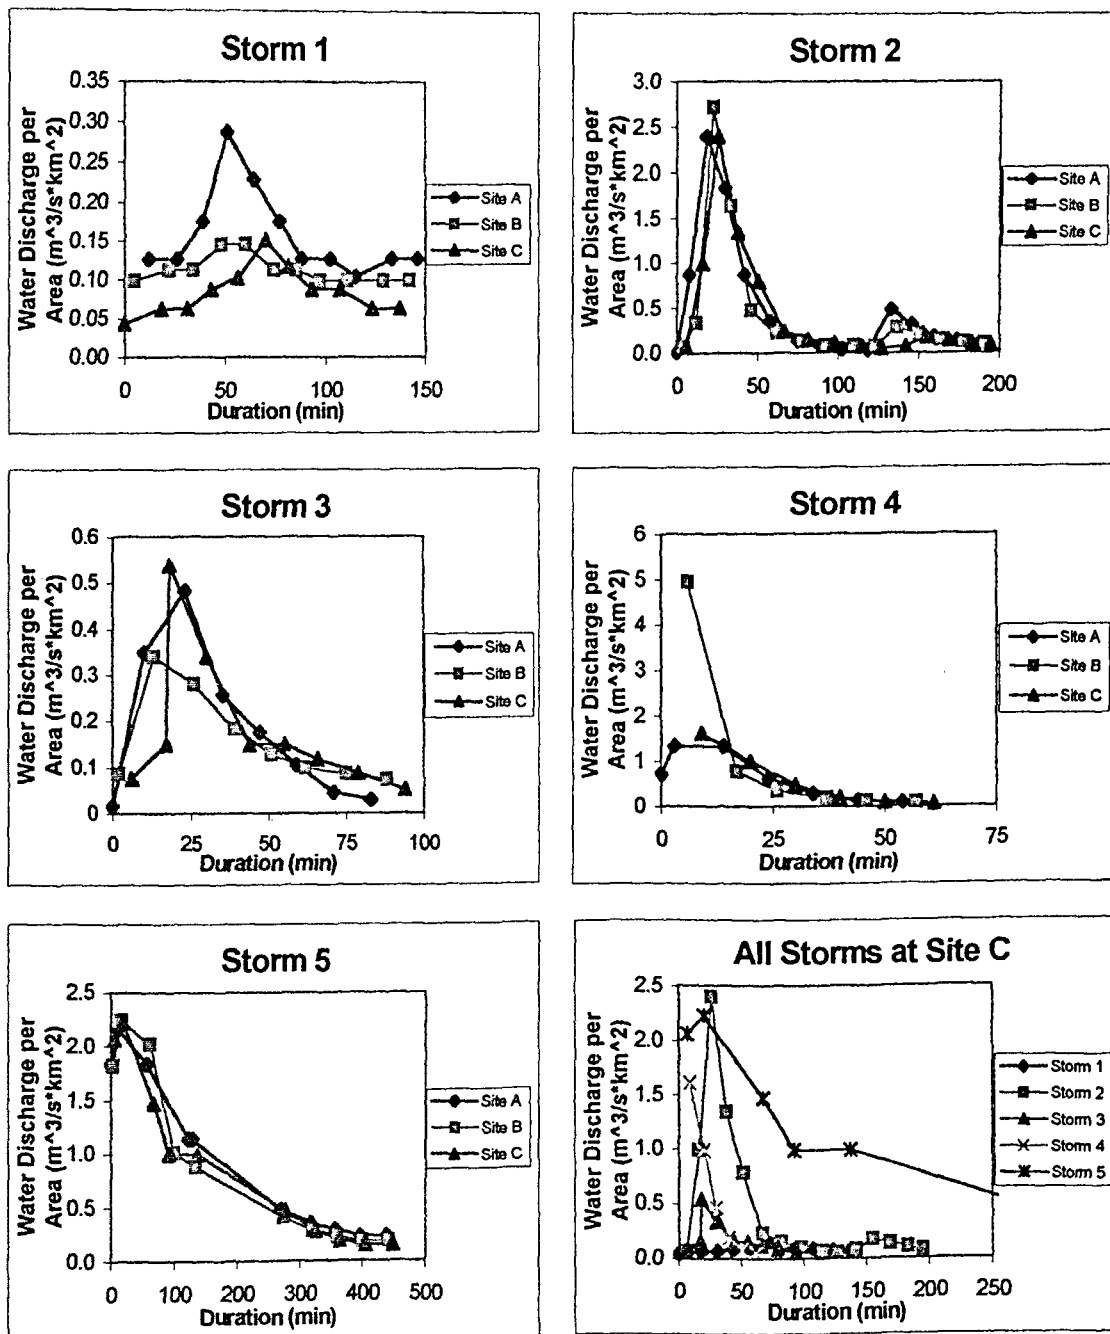 Storm 1
Water Discharge per
Area (m^3/s*km^2)
0.35
0.30
0.25
0.20
0.15
0.10
0.05
0.00
0
50
100
150
Duration (min)
Site A
Site B
Site C
Storm 2
Water Discharge per
Area (m^3/s*km^2)
3.0
2.5
2.0
1.5
1.0
0.5
0.0
0
50
100
150
200
Duration (min)
Site A
Site B
Site C
Storm 3
Water Discharge per
Area (m^3/s*km^2)
0.6
0.5
0.4
0.3
0.2
0.1
0
0
25
50
75
100
Duration (min)
Site A
Site B
Site C
Storm 4
Water Discharge per
Area (m^3/s*km^2)
6
5
4
3
2
1
0
0
25
50
75
Duration (min)
Site A
Site B
Site C
Storm 5
Water Discharge per
Area (m^3/s*km^2)
2.5
2.0
1.5
1.0
0.5
0.0
0
100
200
300
400
500
Duration (min)
Site A
Site B
Site C
All Storms at Site C
Water Discharge per
Area (m^3/s*km^2)
2.5
2.0
1.5
1.0
0.5
0.0
0
50
100
150
200
250
Duration (min)
Storm 1
Storm 2
Storm 3
Storm 4
Storm 5